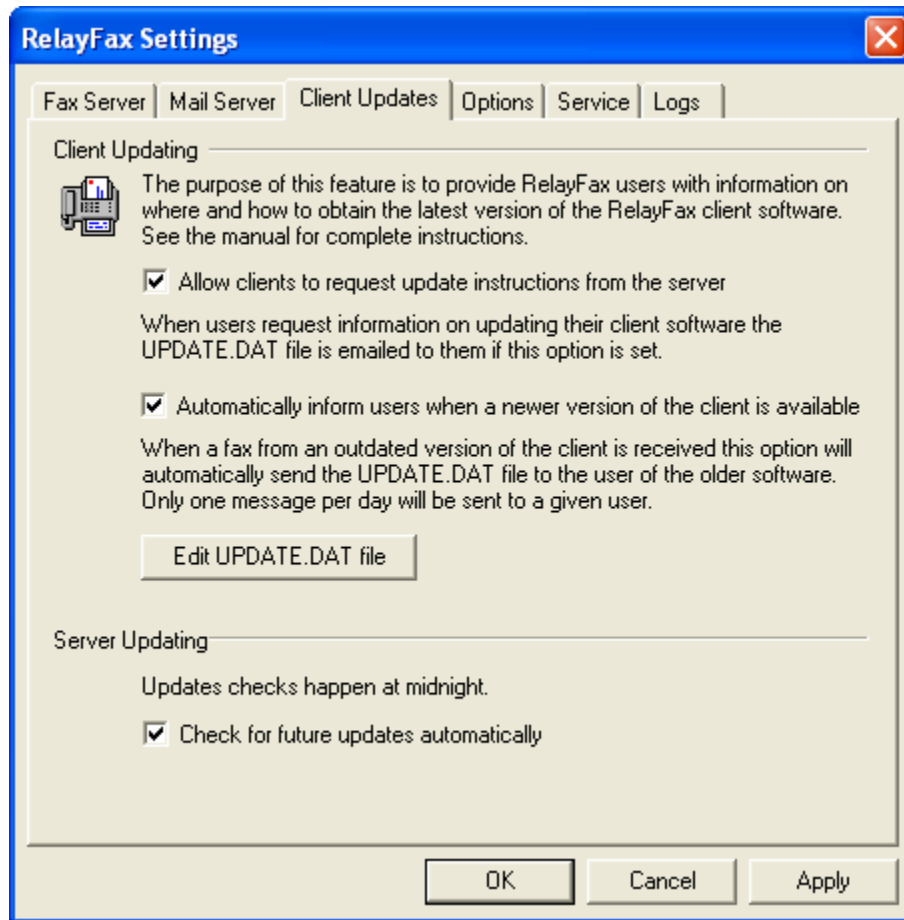 RelayFax Settings
Fax Server Mail Server Client Updates Options Service Logs
Client Updating
The purpose of this feature is to provide RelayFax users with information on
where and how to obtain the latest version of the RelayFax client software.
See the manual for complete instructions.
Allow clients to request update instructions from the server
When users request information on updating their client software the
UPDATE.DAT file is emailed to them if this option is set.
Automatically inform users when a newer version of the client is available
When a fax from an outdated version of the client is received this option will
automatically send the UPDATE.DAT file to the user of the older software.
Only one message per day will be sent to a given user.
Edit UPDATE.DAT file
Server Updating
Updates checks happen at midnight.
Check for future updates automatically
OK Cancel Apply